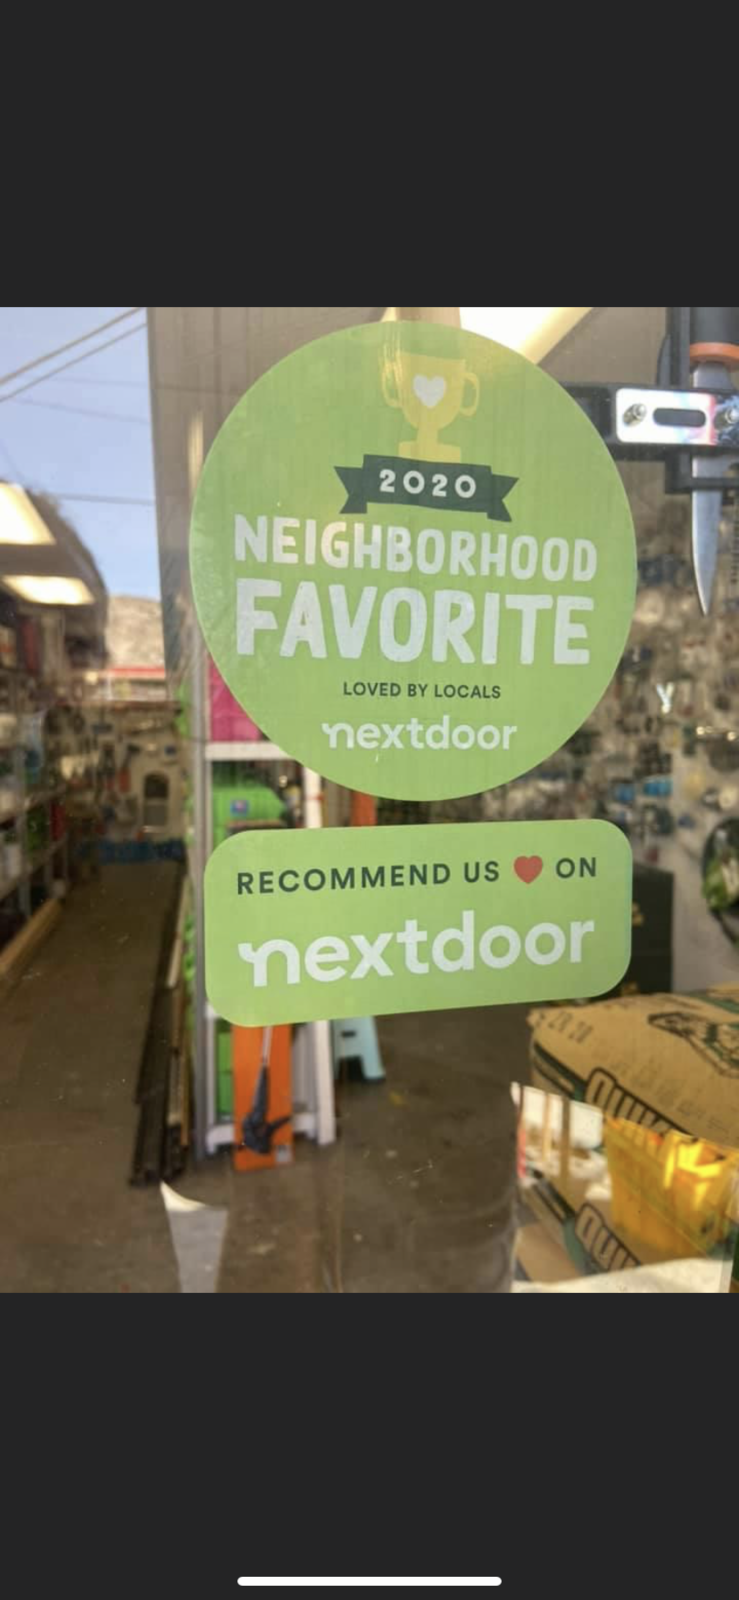 2020
NEIGHBORHOOD
FAVORITE
LOVED BY LOCALS
nextdoor
RECOMMEND US ❤ ON
nextdoor